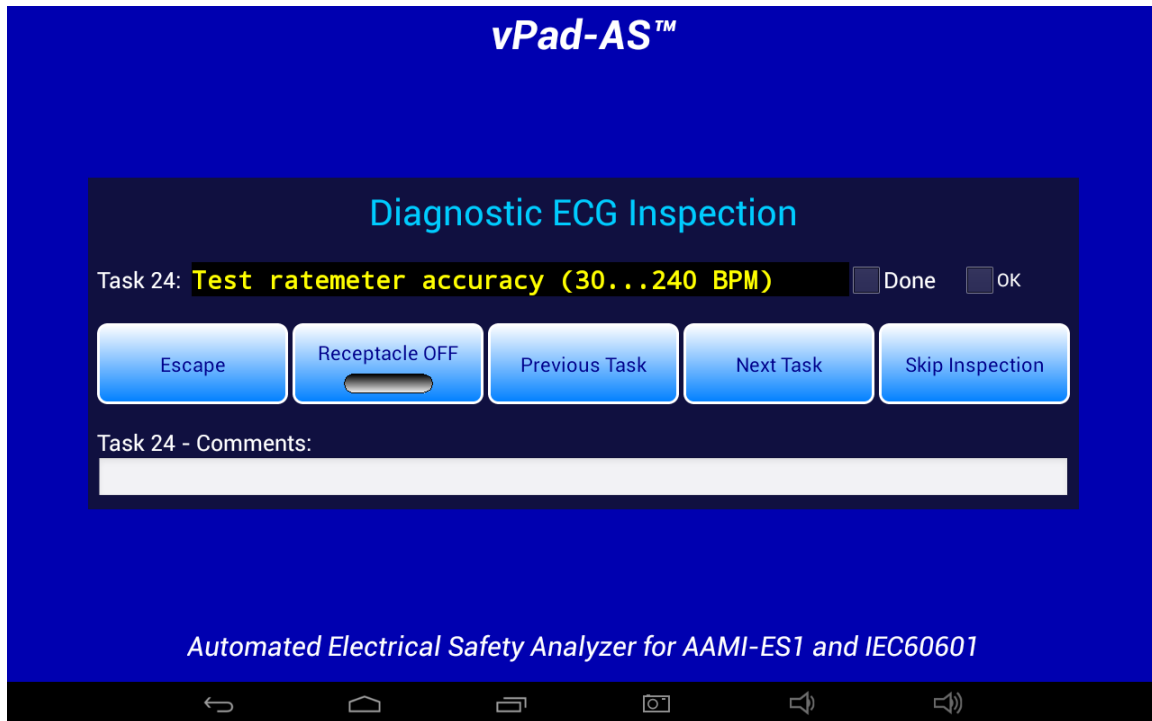 vPad-AS™
Diagnostic ECG Inspection
Task 24: Test ratemeter accuracy (30...240 BPM) Done OK
Escape Receptacle OFF Previous Task Next Task Skip Inspection
Task 24 - Comments:
Automated Electrical Safety Analyzer for AAMI-ES1 and IEC60601